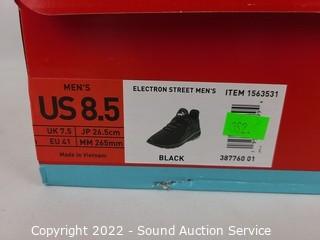 MEN'S
US 8.5
UK 7.5 JP 26.5cm
EU 41 MM 265mm
Made in Vietnam
ELECTRON STREET MEN'S ITEM 1563531
BLACK
387760 01
Copyright - 2022 - Sound Auction Service